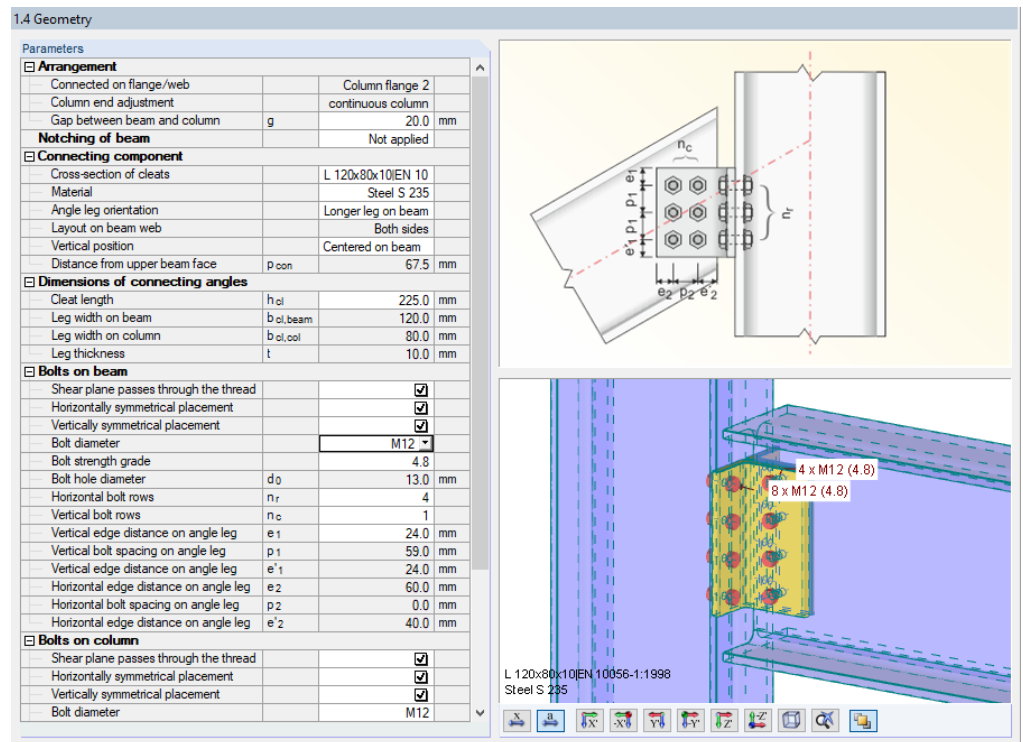 1.4 Geometry
Parameters
Arrangement
Connected on flange/web Column flange 2
Column end adjustment continuous column
Gap between beam and column g 20.0 mm
Notching of beam Not applied
Connecting component
Cross-section of cleats L 120x80x10|EN 10
Material Steel S 235
Angle leg orientation Longer leg on beam
Layout on beam web Both sides
Vertical position Centered on beam
Distance from upper beam face p con 67.5 mm
Dimensions of connecting angles
Cleat length h cl 225.0 mm
Leg width on beam b cl,beam 120.0 mm
Leg width on column b cl,col 80.0 mm
Leg thickness t 10.0 mm
Bolts on beam
Shear plane passes through the thread
Horizontally symmetrical placement
Vertically symmetrical placement
Bolt diameter M12
Bolt strength grade 4.8
Bolt hole diameter d0 13.0 mm
Horizontal bolt rows nr 4
Vertical bolt rows nc 1
Vertical edge distance on angle leg e1 24.0 mm
Vertical bolt spacing on angle leg p1 59.0 mm
Vertical edge distance on angle leg e'1 24.0 mm
Horizontal edge distance on angle leg e2 60.0 mm
Horizontal bolt spacing on angle leg p2 0.0 mm
Horizontal edge distance on angle leg e'2 40.0 mm
Bolts on column
Shear plane passes through the thread
Horizontally symmetrical placement
Vertically symmetrical placement
Bolt diameter M12
nc
e1
p1
p1
e'1
nr
e2 p2 e'2
4 x M12 (4.8)
8 x M12 (4.8)
L 120x80x10|EN 10056-1:1998
Steel S 235
x a X' -X' Y' -Y' Z' -Z'